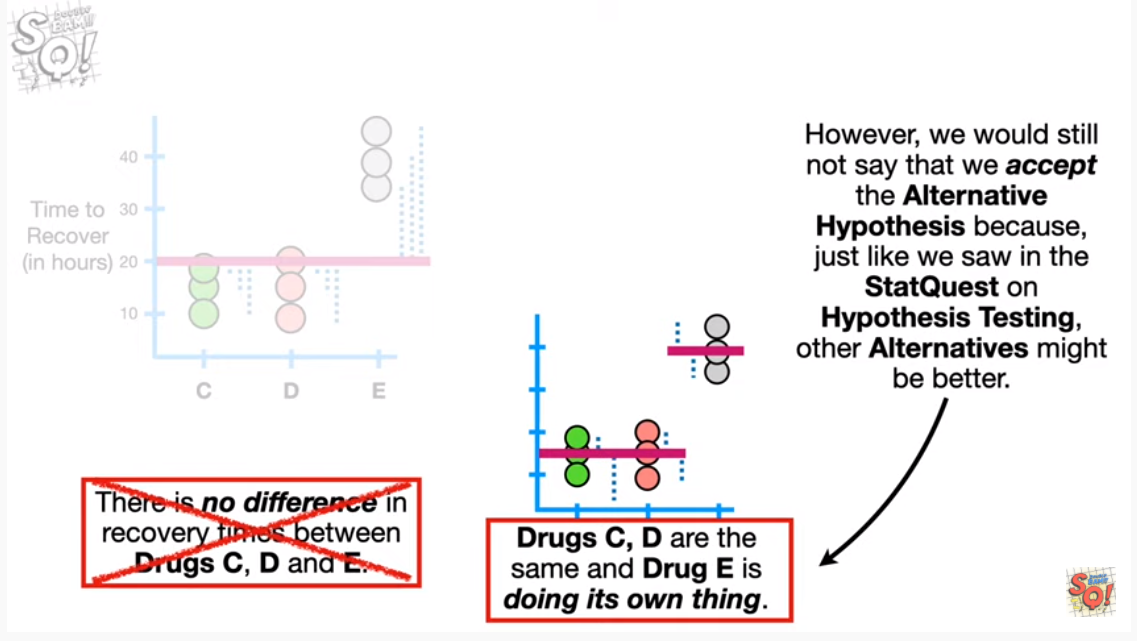 DOUBLE
BAM!!!
SQ!
40
Time to
30
Recover
(in hours)
20
10
C D E
There is no difference in
recovery times between
Drugs C, D and E.
Drugs C, D are the
same and Drug E is
doing its own thing.
However, we would still
not say that we accept
the Alternative
Hypothesis because,
just like we saw in the
StatQuest on
Hypothesis Testing,
other Alternatives might
be better.
SQ!